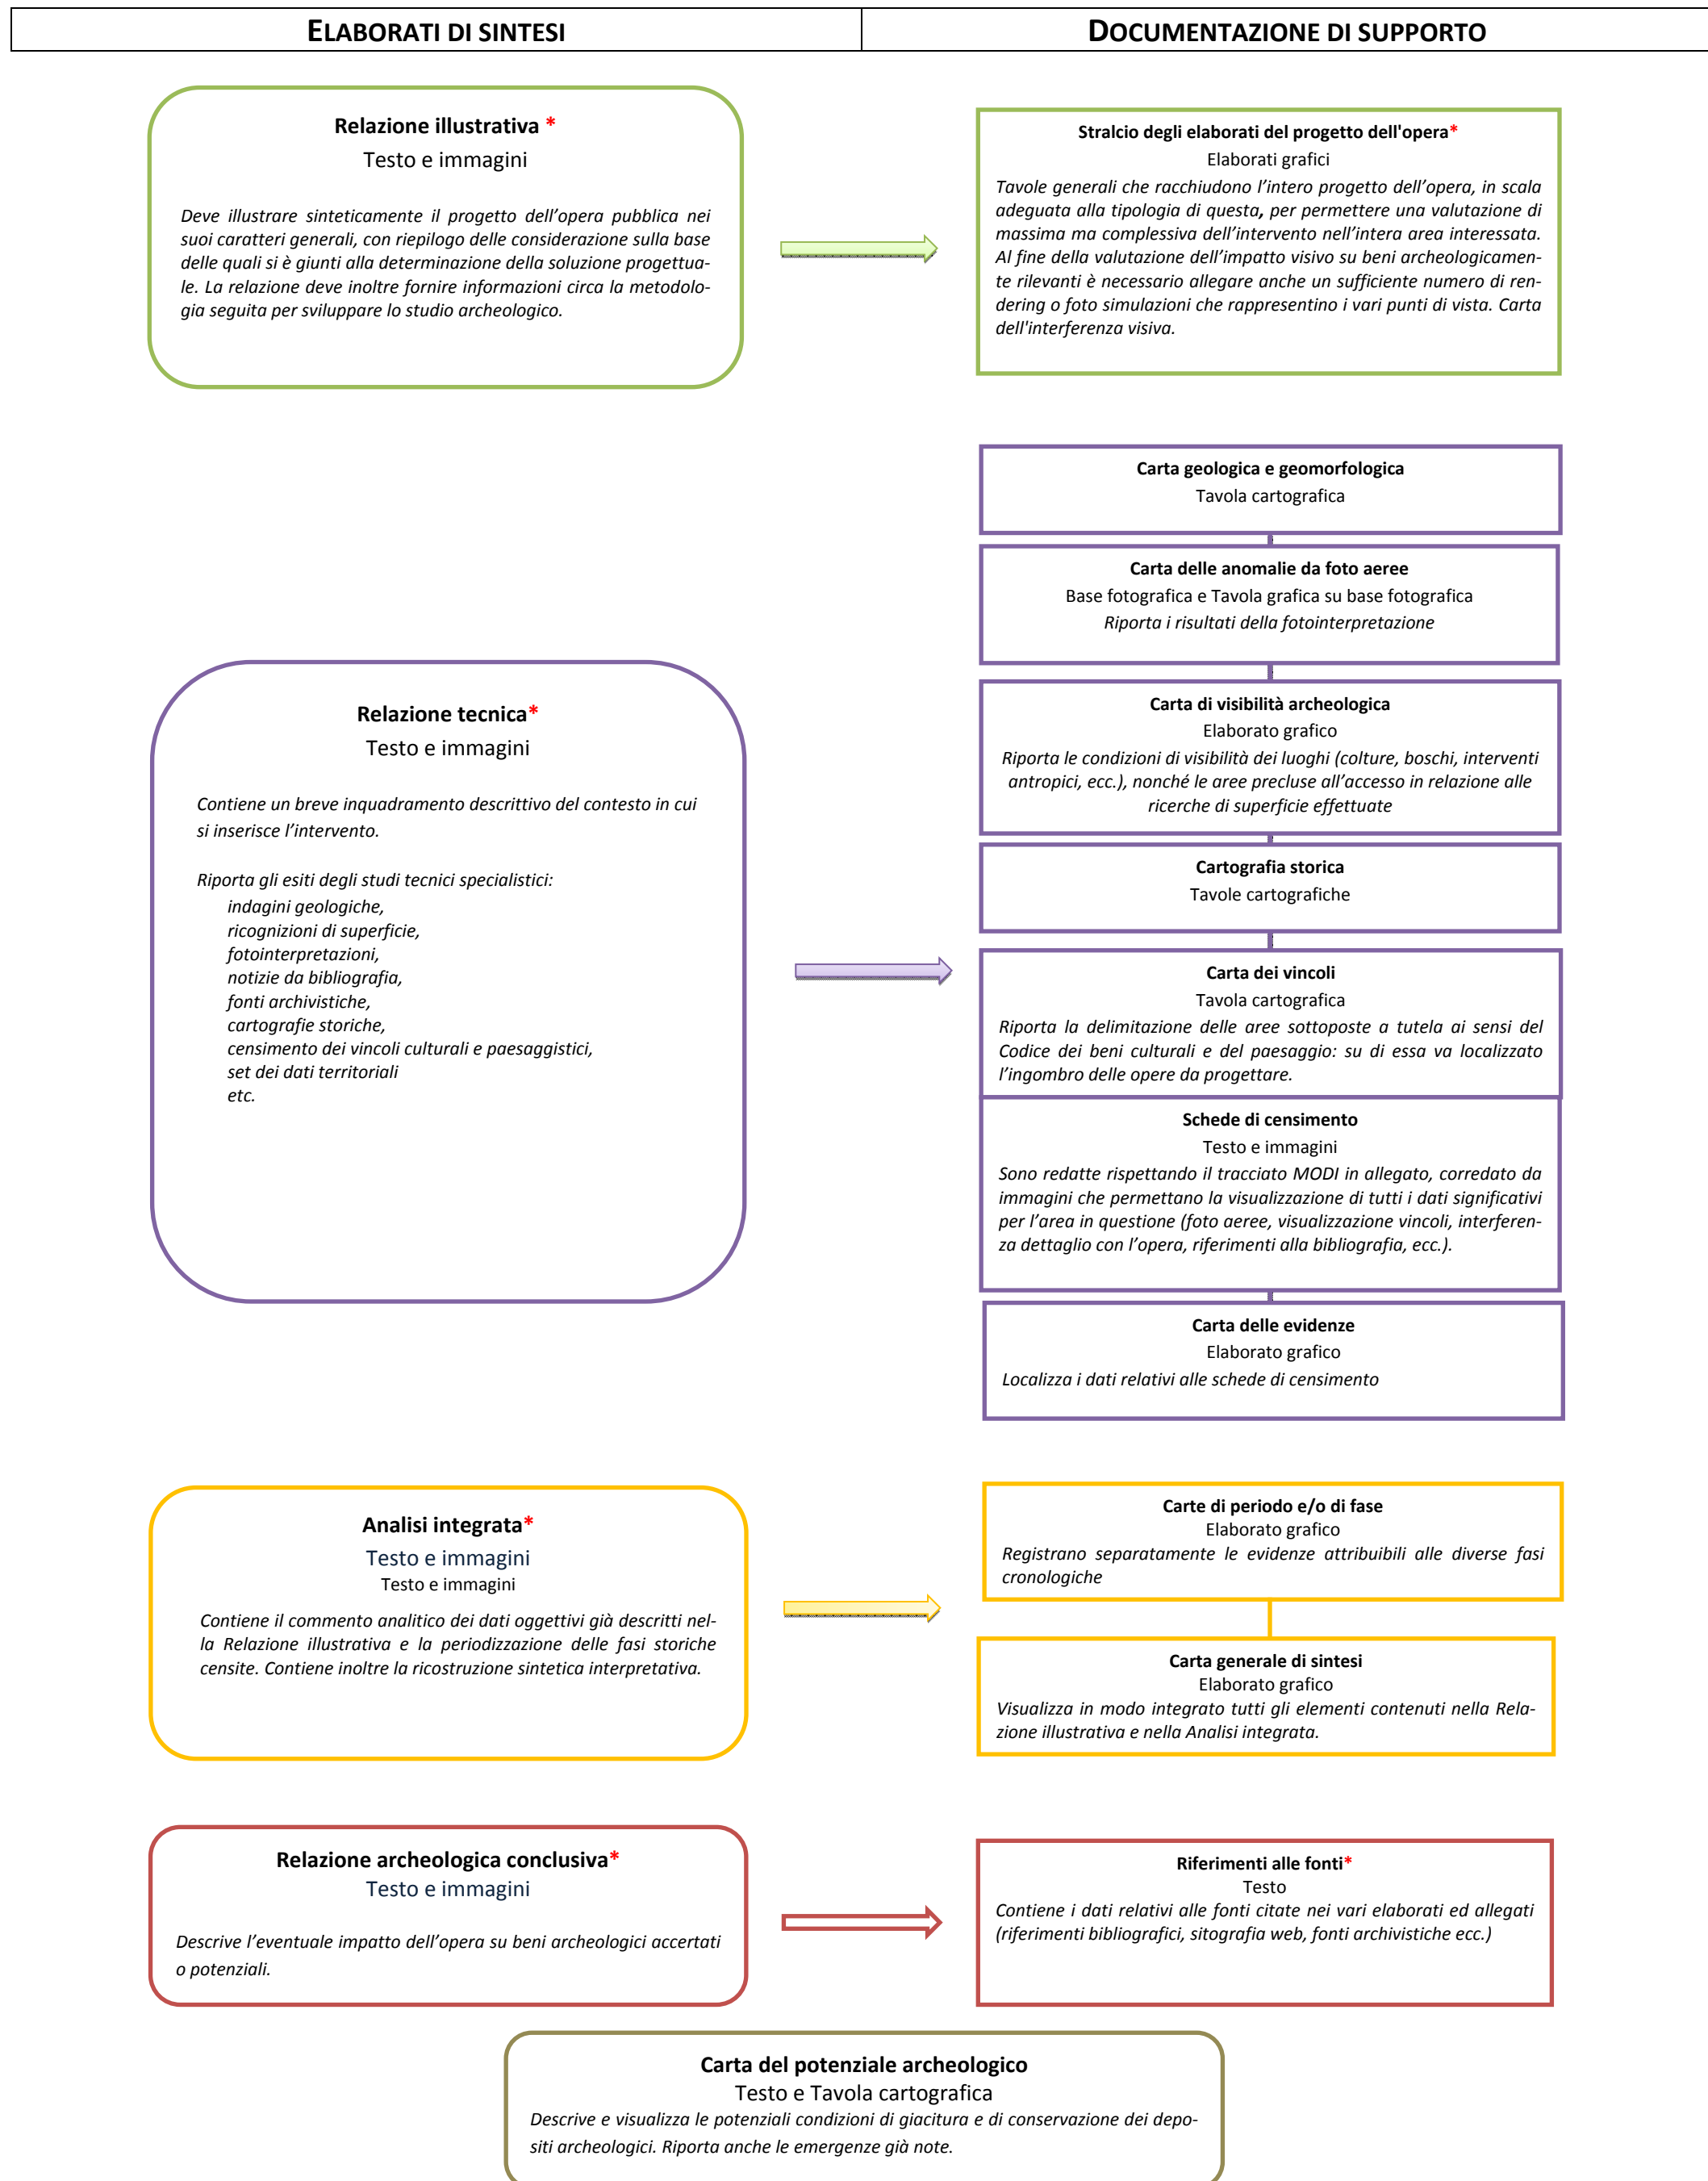 ELABORATI DI SINTESI
DOCUMENTAZIONE DI SUPPORTO
Relazione illustrativa *
Testo e immagini
Deve illustrare sinteticamente il progetto dell’opera pubblica nei
suoi caratteri generali, con riepilogo delle considerazione sulla base
delle quali si è giunti alla determinazione della soluzione progettua-
le. La relazione deve inoltre fornire informazioni circa la metodolo-
gia seguita per sviluppare lo studio archeologico.
Stralcio degli elaborati del progetto dell'opera*
Elaborati grafici
Tavole generali che racchiudono l’intero progetto dell’opera, in scala
adeguata alla tipologia di questa, per permettere una valutazione di
massima ma complessiva dell’intervento nell’intera area interessata.
Al fine della valutazione dell’impatto visivo su beni archeologicamen-
te rilevanti è necessario allegare anche un sufficiente numero di ren-
dering o foto simulazioni che rappresentino i vari punti di vista. Carta
dell'interferenza visiva.
Relazione tecnica*
Testo e immagini
Contiene un breve inquadramento descrittivo del contesto in cui
si inserisce l’intervento.
Riporta gli esiti degli studi tecnici specialistici:
indagini geologiche,
ricognizioni di superficie,
fotointerpretazioni,
notizie da bibliografia,
fonti archivistiche,
cartografie storiche,
censimento dei vincoli culturali e paesaggistici,
set dei dati territoriali
etc.
Carta geologica e geomorfologica
Tavola cartografica
Carta delle anomalie da foto aeree
Base fotografica e Tavola grafica su base fotografica
Riporta i risultati della fotointerpretazione
Carta di visibilità archeologica
Elaborato grafico
Riporta le condizioni di visibilità dei luoghi (colture, boschi, interventi
antropici, ecc.), nonché le aree precluse all’accesso in relazione alle
ricerche di superficie effettuate
Cartografia storica
Tavole cartografiche
Carta dei vincoli
Tavola cartografica
Riporta la delimitazione delle aree sottoposte a tutela ai sensi del
Codice dei beni culturali e del paesaggio: su di essa va localizzato
l’ingombro delle opere da progettare.
Schede di censimento
Testo e immagini
Sono redatte rispettando il tracciato MODI in allegato, corredato da
immagini che permettano la visualizzazione di tutti i dati significativi
per l’area in questione (foto aeree, visualizzazione vincoli, interferen-
za dettaglio con l’opera, riferimenti alla bibliografia, ecc.).
Carta delle evidenze
Elaborato grafico
Localizza i dati relativi alle schede di censimento
Analisi integrata*
Testo e immagini
Testo e immagini
Contiene il commento analitico dei dati oggettivi già descritti nel-
la Relazione illustrativa e la periodizzazione delle fasi storiche
censite. Contiene inoltre la ricostruzione sintetica interpretativa.
Carte di periodo e/o di fase
Elaborato grafico
Registrano separatamente le evidenze attribuibili alle diverse fasi
cronologiche
Carta generale di sintesi
Elaborato grafico
Visualizza in modo integrato tutti gli elementi contenuti nella Rela-
zione illustrativa e nella Analisi integrata.
Relazione archeologica conclusiva*
Testo e immagini
Descrive l’eventuale impatto dell’opera su beni archeologici accertati
o potenziali.
Riferimenti alle fonti*
Testo
Contiene i dati relativi alle fonti citate nei vari elaborati ed allegati
(riferimenti bibliografici, sitografia web, fonti archivistiche ecc.)
Carta del potenziale archeologico
Testo e Tavola cartografica
Descrive e visualizza le potenziali condizioni di giacitura e di conservazione dei depo-
siti archeologici. Riporta anche le emergenze già note.